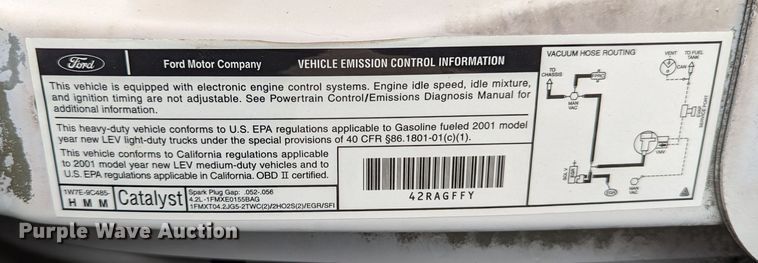 Ford
Ford Motor Company
VEHICLE EMISSION CONTROL INFORMATION
This vehicle is equipped with electronic engine control systems. Engine idle speed, idle mixture,
and ignition timing are not adjustable. See Powertrain Control/Emissions Diagnosis Manual for
additional information.
This heavy-duty vehicle conforms to U.S. EPA regulations applicable to Gasoline fueled 2001 model
year new LEV light-duty trucks under the special provisions of 40 CFR §86.1801-01(c)(1).
This vehicle conforms to California regulations applicable
to 2001 model year new LEV medium-duty vehicles and to
U.S. EPA regulations applicable in California. OBD II certified.
1W7E-9C485-
H M M
Catalyst
Spark Plug Gap: .052-.056
4.2L-1FMXE0155BAG
1FMXT04.2JG5-2TWC(2)/2HO2S(2)/EGR/SFI
42RAGFFY
VACUUM HOSE ROUTING
TO
CHASSIS
MAN
VAC
VENT
CAN
TO FUEL
TANK
SERVICE PORT
VMV
MAN
VAC
Purple Wave Auction
Purple Wave Auction